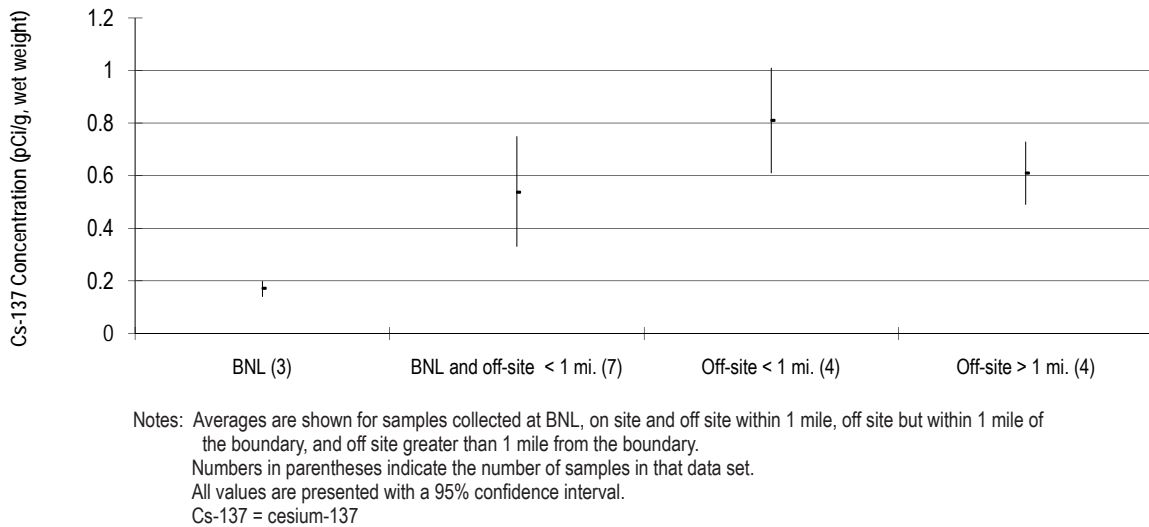 Cs-137 Concentration (pCi/g, wet weight)
1.2
1
0.8
0.6
0.4
0.2
0
BNL (3)
BNL and off-site < 1 mi. (7)
Off-site < 1 mi. (4)
Off-site > 1 mi. (4)
Notes: Averages are shown for samples collected at BNL, on site and off site within 1 mile, off site but within 1 mile of
the boundary, and off site greater than 1 mile from the boundary.
Numbers in parentheses indicate the number of samples in that data set.
All values are presented with a 95% confidence interval.
Cs-137 = cesium-137